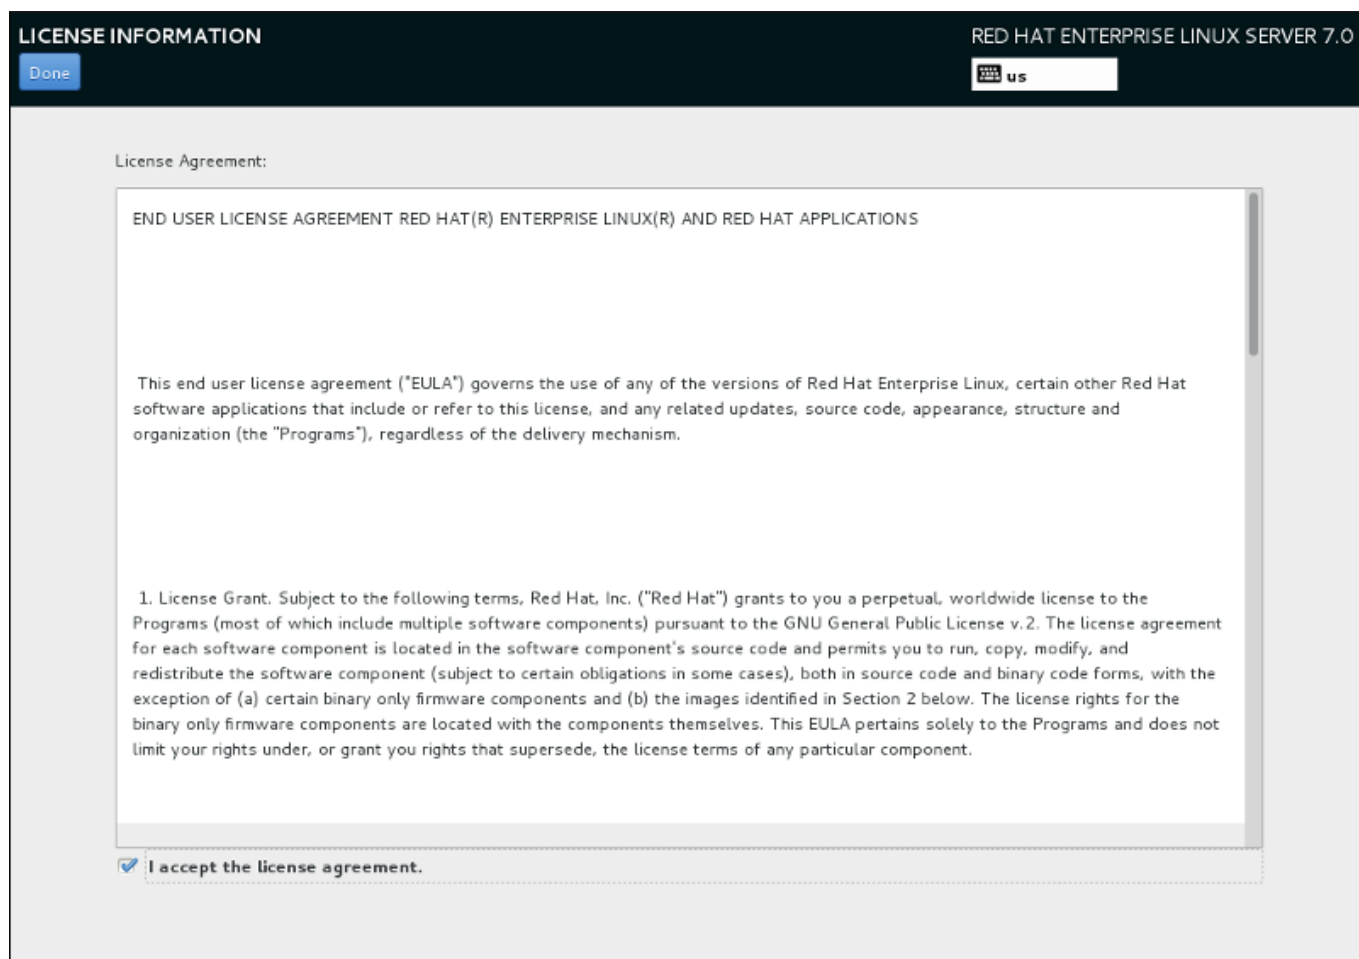 LICENSE INFORMATION
RED HAT ENTERPRISE LINUX SERVER 7.0
Done
us
License Agreement:
END USER LICENSE AGREEMENT RED HAT(R) ENTERPRISE LINUX(R) AND RED HAT APPLICATIONS
This end user license agreement ("EULA") governs the use of any of the versions of Red Hat Enterprise Linux, certain other Red Hat
software applications that include or refer to this license, and any related updates, source code, appearance, structure and
organization (the "Programs"), regardless of the delivery mechanism.
1. License Grant. Subject to the following terms, Red Hat, Inc. ("Red Hat") grants to you a perpetual, worldwide license to the
Programs (most of which include multiple software components) pursuant to the GNU General Public License v.2. The license agreement
for each software component is located in the software component's source code and permits you to run, copy, modify, and
redistribute the software component (subject to certain obligations in some cases), both in source code and binary code forms, with the
exception of (a) certain binary only firmware components and (b) the images identified in Section 2 below. The license rights for the
binary only firmware components are located with the components themselves. This EULA pertains solely to the Programs and does not
limit your rights under, or grant you rights that supersede, the license terms of any particular component.
I accept the license agreement.